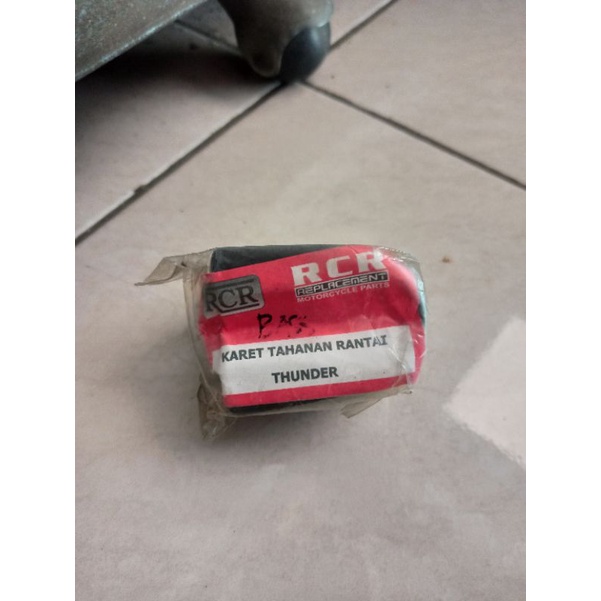 RCR
REPLACEMENT
MOTORCYCLE PARTS
RCR
KARET TAHANAN RANTAI
THUNDER